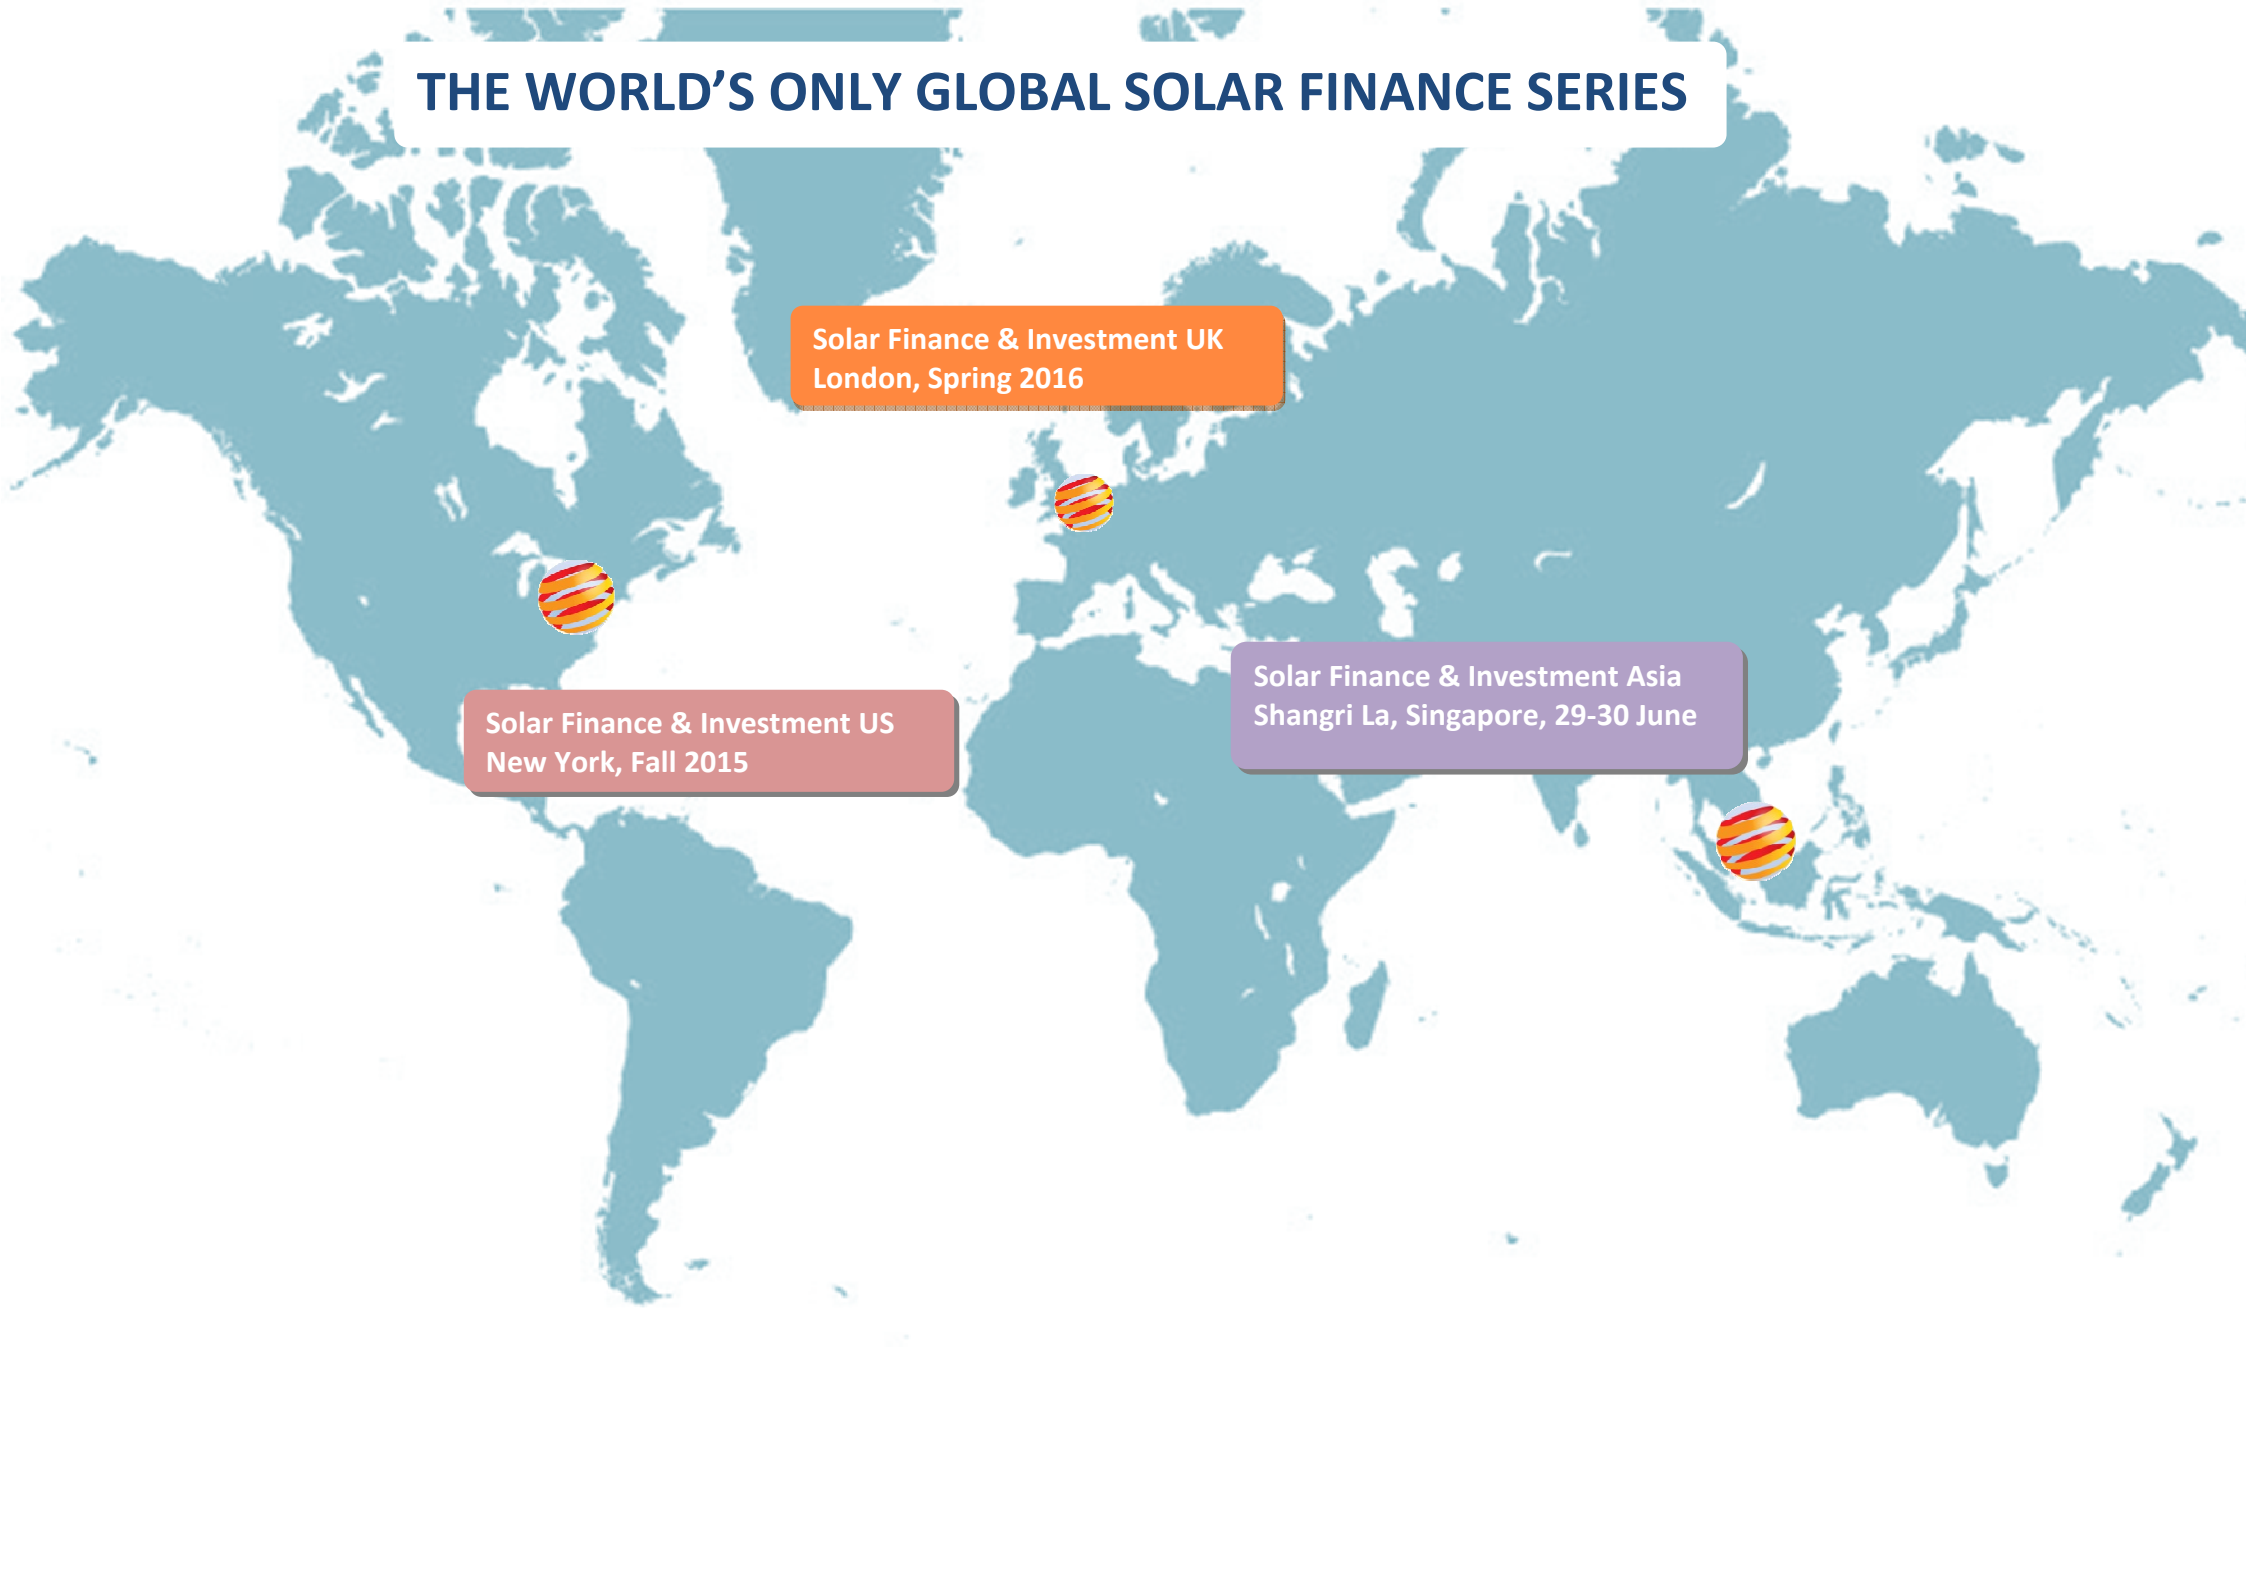 THE WORLD’S ONLY GLOBAL SOLAR FINANCE SERIES
Solar Finance & Investment UK
London, Spring 2016
Solar Finance & Investment Asia
Shangri La, Singapore, 29-30 June
Solar Finance & Investment US
New York, Fall 2015